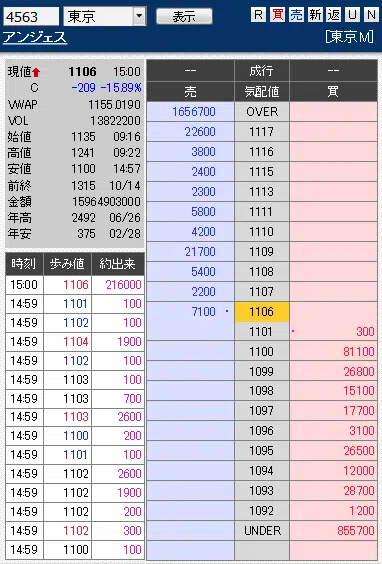 4563 東京 表示 R 買 売 新 返 U N
アンジェス [東京M]
現値 1106 15:00
C -209 -15.89%
VWAP 1155.0190
VOL 13822200
始値 1135 09:16
高値 1241 09:22
安値 1100 14:57
前終 1315 10/14
金額 15964903000
年高 2492 06/26
年安 375 02/28
時刻 歩み値 約出来
15:00 1106 216000
14:59 1101 100
14:59 1102 100
14:59 1104 1900
14:59 1102 100
14:59 1103 100
14:59 1103 700
14:59 1103 2600
14:59 1100 200
14:59 1101 100
14:59 1102 2600
14:59 1102 1900
14:59 1102 200
14:59 1102 300
14:59 1100 100
-- 成行 --
売 気配値 買
1656700 OVER
22600 1117
3800 1116
2400 1115
2300 1113
5800 1111
4200 1110
21700 1109
5400 1108
2200 1107
7100 1106
1101 300
1100 81100
1099 26800
1098 15100
1097 17700
1096 3100
1095 26500
1094 12000
1093 28700
1092 1200
UNDER 855700